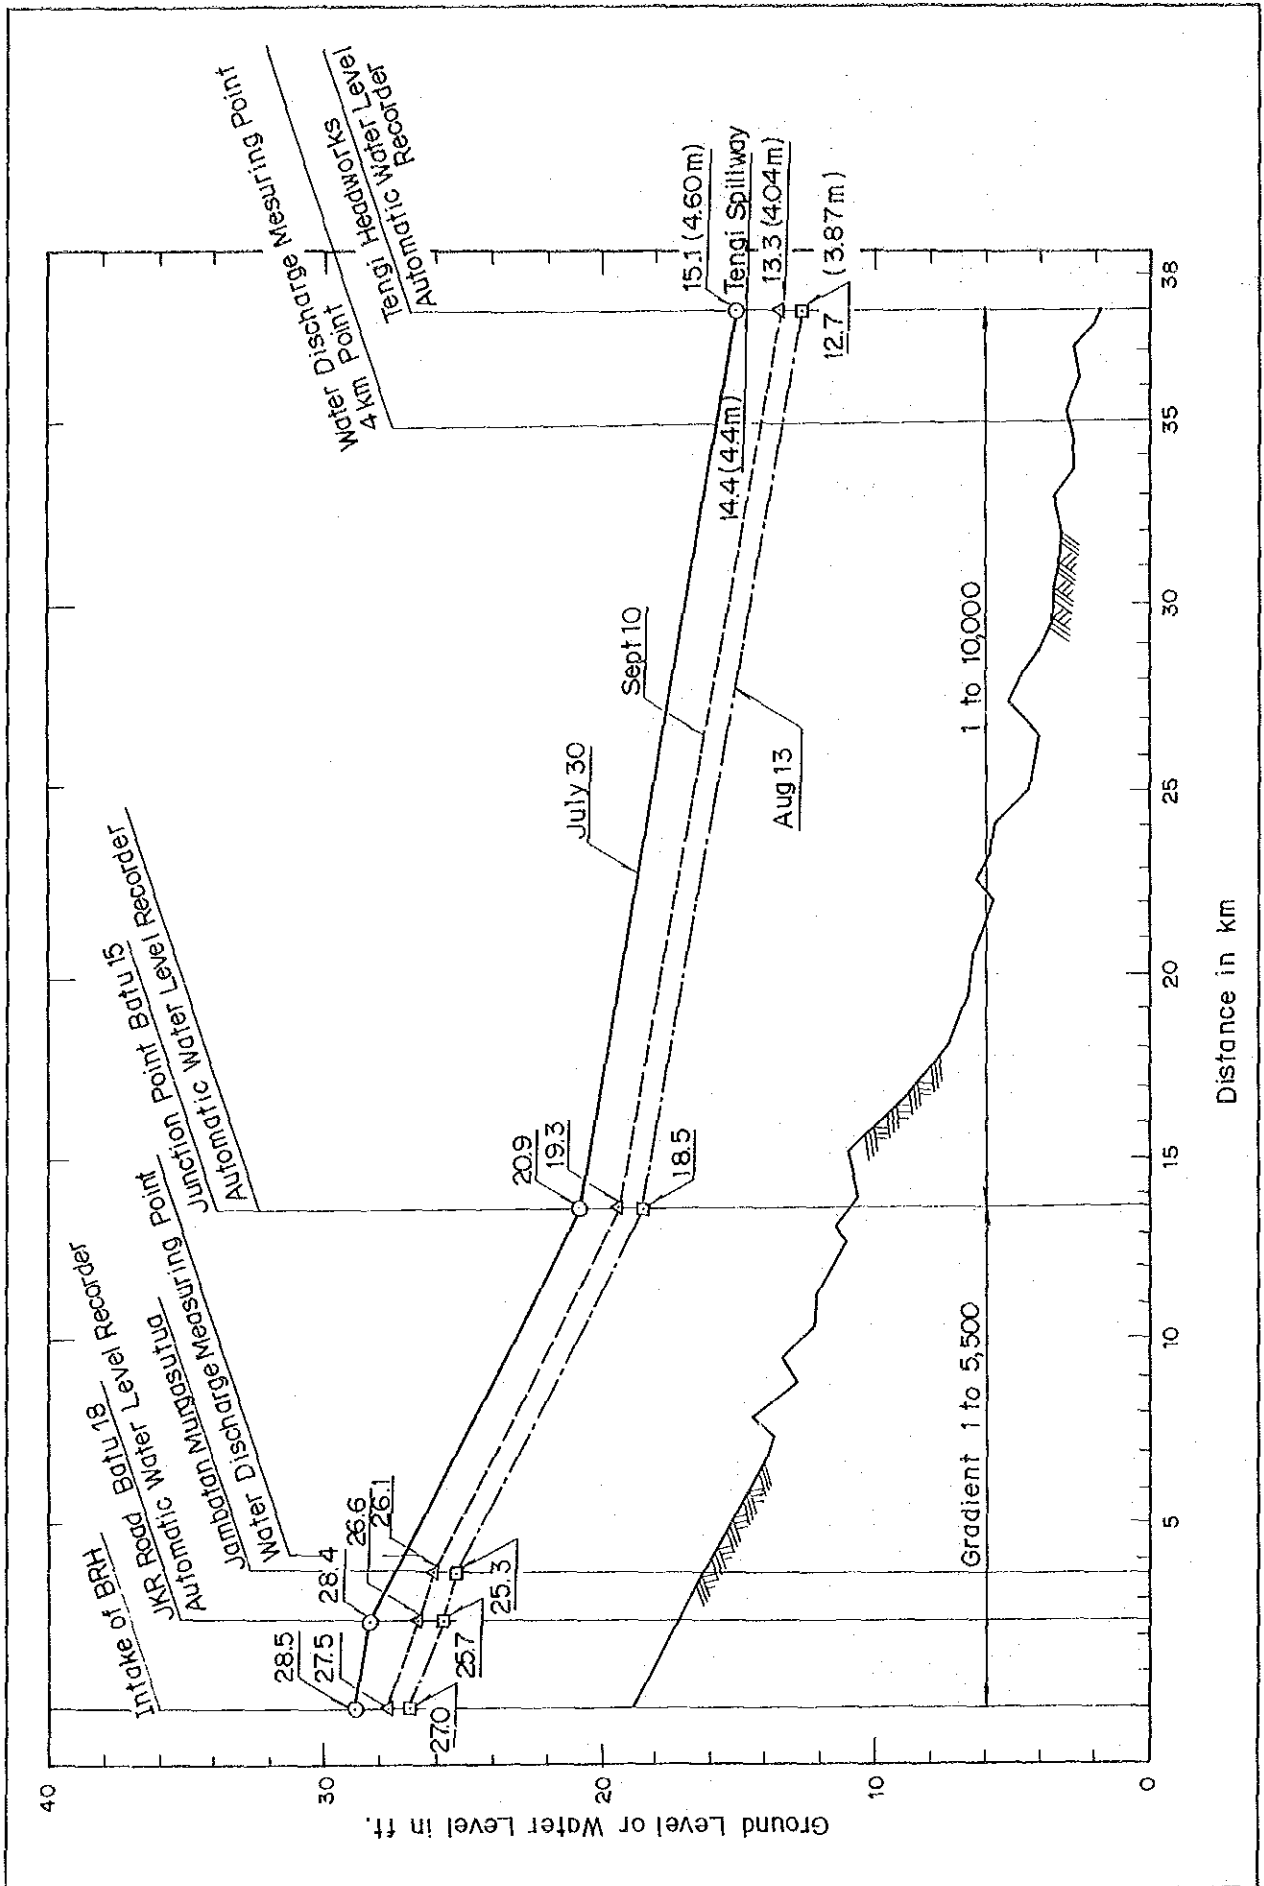 Intake of BRH
JKR Road Batu 18
Automatic Water Level Recorder
Jambatan Murgasutua
Water Discharge Measuring Point
Junction Point Batu 15
Automatic Water Level Recorder
Water Discharge Mesuring Point
4 km Point
Tengi Headworks
Automatic Water Level
Recorder
28.5
27.5
27.0
28.4
26.6
25.7
26.1
25.3
20.9
19.3
18.5
July 30
Sept 10
Aug 13
15.1 (4.60m)
Tengi Spillway
14.4 (4.4m)
13.3 (4.04m)
12.7 (3.87m)
Gradient 1 to 5,500
1 to 10,000
40
30
20
10
0
Ground Level or Water Level in ft.
5
10
15
20
25
30
35
38
Distance in km